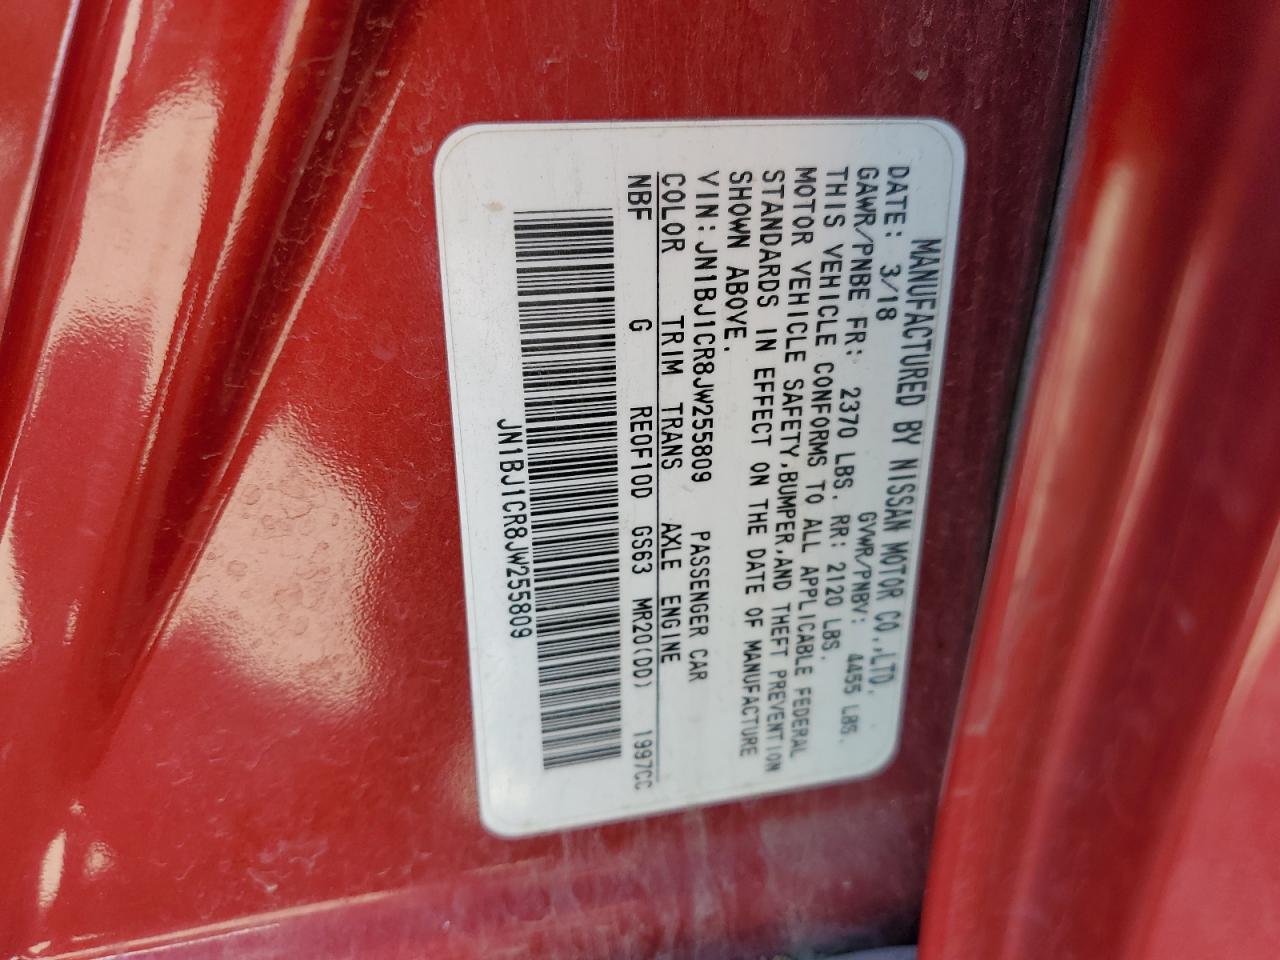 MANUFACTURED BY NISSAN MOTOR CO.,LTD.
DATE: 3/18 GVWR/PNBV: 4455 LBS.
GAWR/PNBE FR: 2370 LBS. RR: 2120 LBS.
THIS VEHICLE CONFORMS TO ALL APPLICABLE FEDERAL
MOTOR VEHICLE SAFETY,BUMPER,AND THEFT PREVENTION
STANDARDS IN EFFECT ON THE DATE OF MANUFACTURE
SHOWN ABOVE.
VIN: JN1BJ1CR8JW255809 PASSENGER CAR
COLOR TRIM TRANS AXLE ENGINE
NBF G RE0F10D GS63 MR20(DD) 1997CC
JN1BJ1CR8JW255809